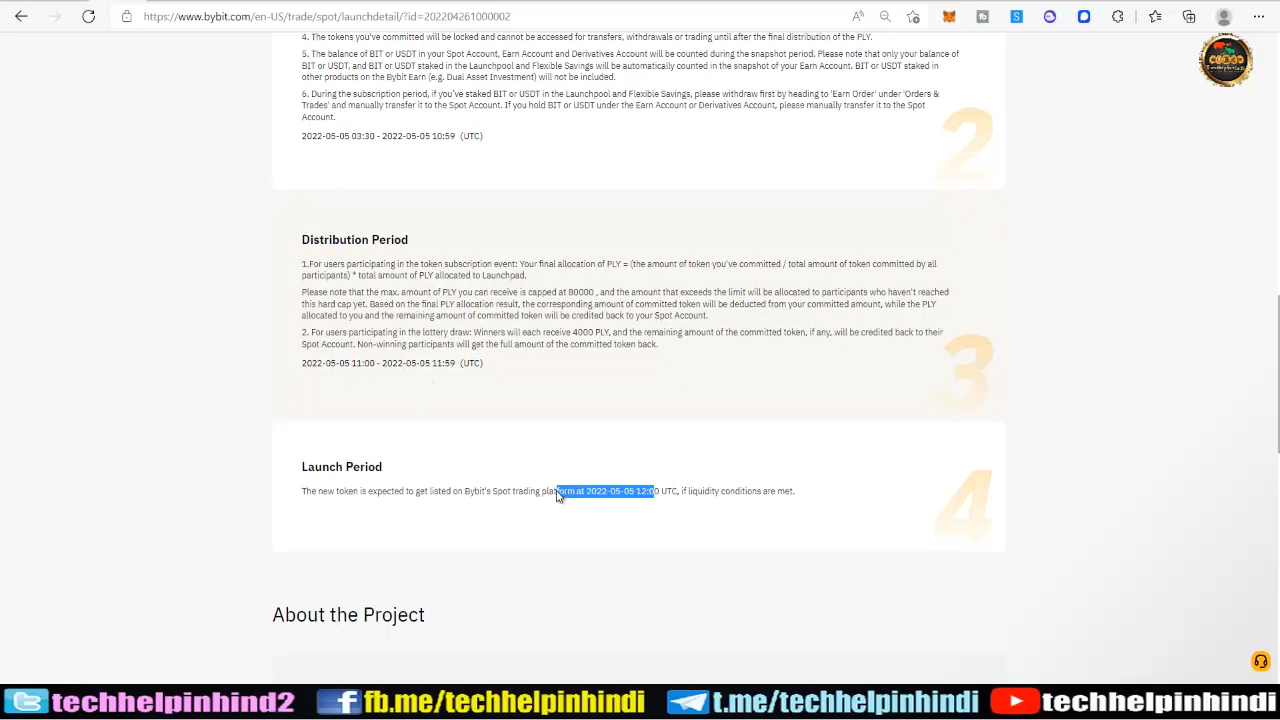 https://www.bybit.com/en-US/trade/spot/launchdetail/?id=202204261000002
4. The tokens you've committed will be locked and cannot be accessed for transfers, withdrawals or trading until after the final distribution of the PLY.
5. The balance of BIT or USDT in your Spot Account, Earn Account and Derivatives Account will be counted during the snapshot period. Please note that only your balance
of BIT or USDT, and BIT or USDT staked in the Launchpool and Flexible Savings will be automatically counted in the snapshot of your Earn Account. BIT or USDT staked in
other products on the Bybit Earn (e.g. Dual Asset Investment) will not be included.
6. During the subscription period, if you've staked BIT or USDT in the Launchpool and Flexible Savings, please withdraw first by heading to 'Earn Order' under 'Orders &
Trades' and manually transfer it to the Spot Account. If you hold BIT or USDT under the Earn Account or Derivatives Account, please manually transfer it to the Spot
Account.
2022-05-05 03:30 - 2022-05-05 10:59 (UTC)
2
Distribution Period
1.For users participating in the token subscription event: Your final allocation of PLY = (the amount of token you've committed / total amount of token committed by all
participants) * total amount of PLY allocated to Launchpad.
Please note that the max. amount of PLY you can receive is capped at 80000 , and the amount that exceeds the limit will be allocated to participants who haven't reached
this hard cap yet. Based on the final PLY allocation result, the corresponding amount of committed token will be deducted from your committed amount, while the PLY
allocated to you and the remaining amount of committed token will be credited back to your Spot Account.
2. For users participating in the lottery draw: Winners will each receive 4000 PLY, and the remaining amount of the committed token, if any, will be credited back to their
Spot Account. Non-winning participants will get the full amount of the committed token back.
2022-05-05 11:00 - 2022-05-05 11:59 (UTC)
3
Launch Period
The new token is expected to get listed on Bybit's Spot trading platform at 2022-05-05 12:00 UTC, if liquidity conditions are met.
4
About the Project
techhelpinhind2 fb.me/techhelpinhindi t.me/techhelpinhindi techhelpinhindi